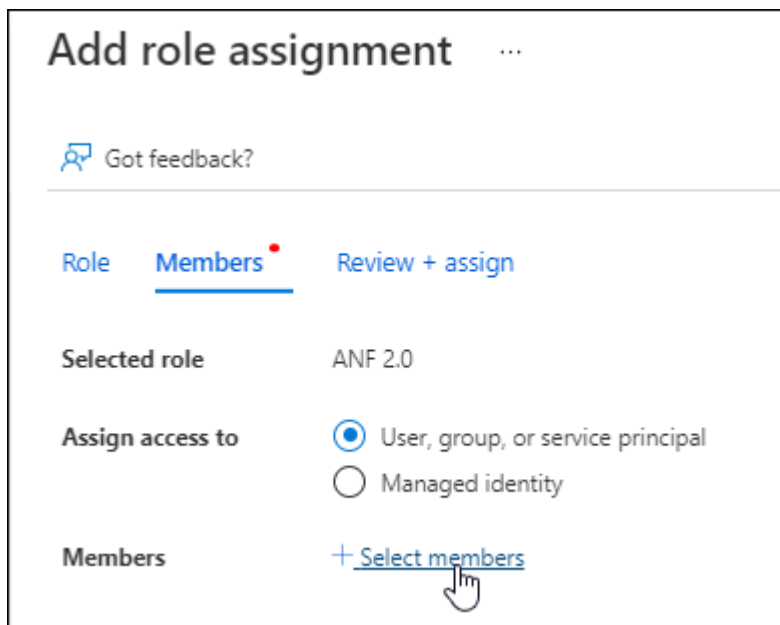 Add role assignment ...
Got feedback?
Role Members Review + assign
Selected role ANF 2.0
Assign access to User, group, or service principal
Managed identity
Members + Select members